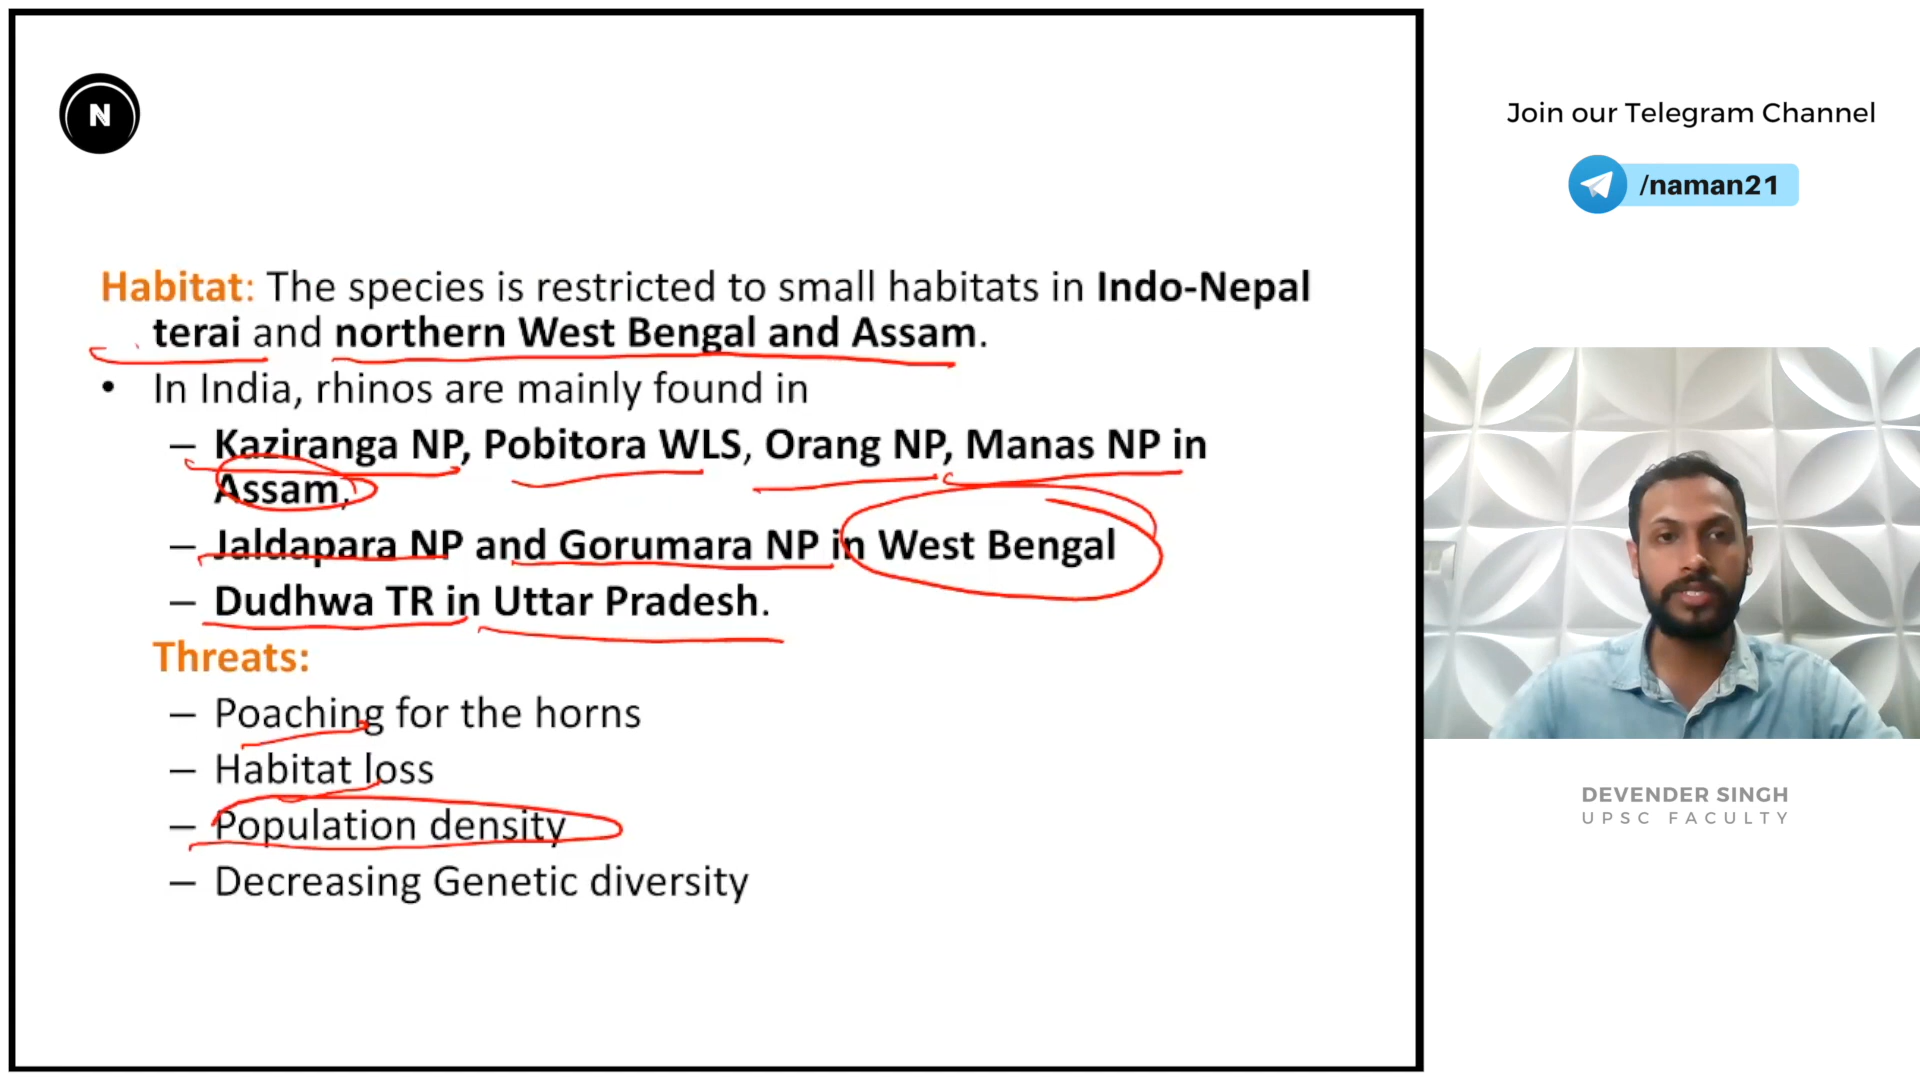 N
Habitat: The species is restricted to small habitats in Indo-Nepal
terai and northern West Bengal and Assam.
• In India, rhinos are mainly found in
– Kaziranga NP, Pobitora WLS, Orang NP, Manas NP in
Assam,
– Jaldapara NP and Gorumara NP in West Bengal
– Dudhwa TR in Uttar Pradesh.
Threats:
– Poaching for the horns
– Habitat loss
– Population density
– Decreasing Genetic diversity
Join our Telegram Channel
/naman21
DEVENDER SINGH
UPSC FACULTY